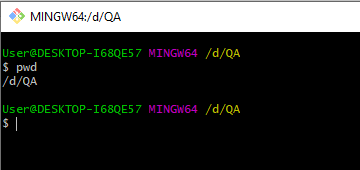 MINGW64:/d/QA
User@DESKTOP-I68QE57 MINGW64 /d/QA
$ pwd
/d/QA
User@DESKTOP-I68QE57 MINGW64 /d/QA
$